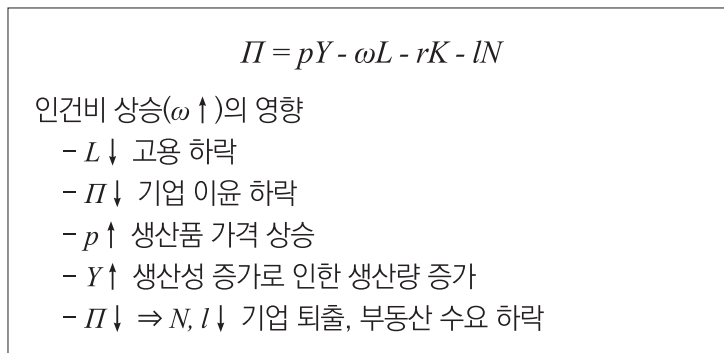 Π = pY - ωL - rK - lN
인건비 상승(ω↑)의 영향
– L↓ 고용 하락
– Π↓ 기업 이윤 하락
– p↑ 생산품 가격 상승
– Y↑ 생산성 증가로 인한 생산량 증가
– Π↓ ⇒ N, l↓ 기업 퇴출, 부동산 수요 하락